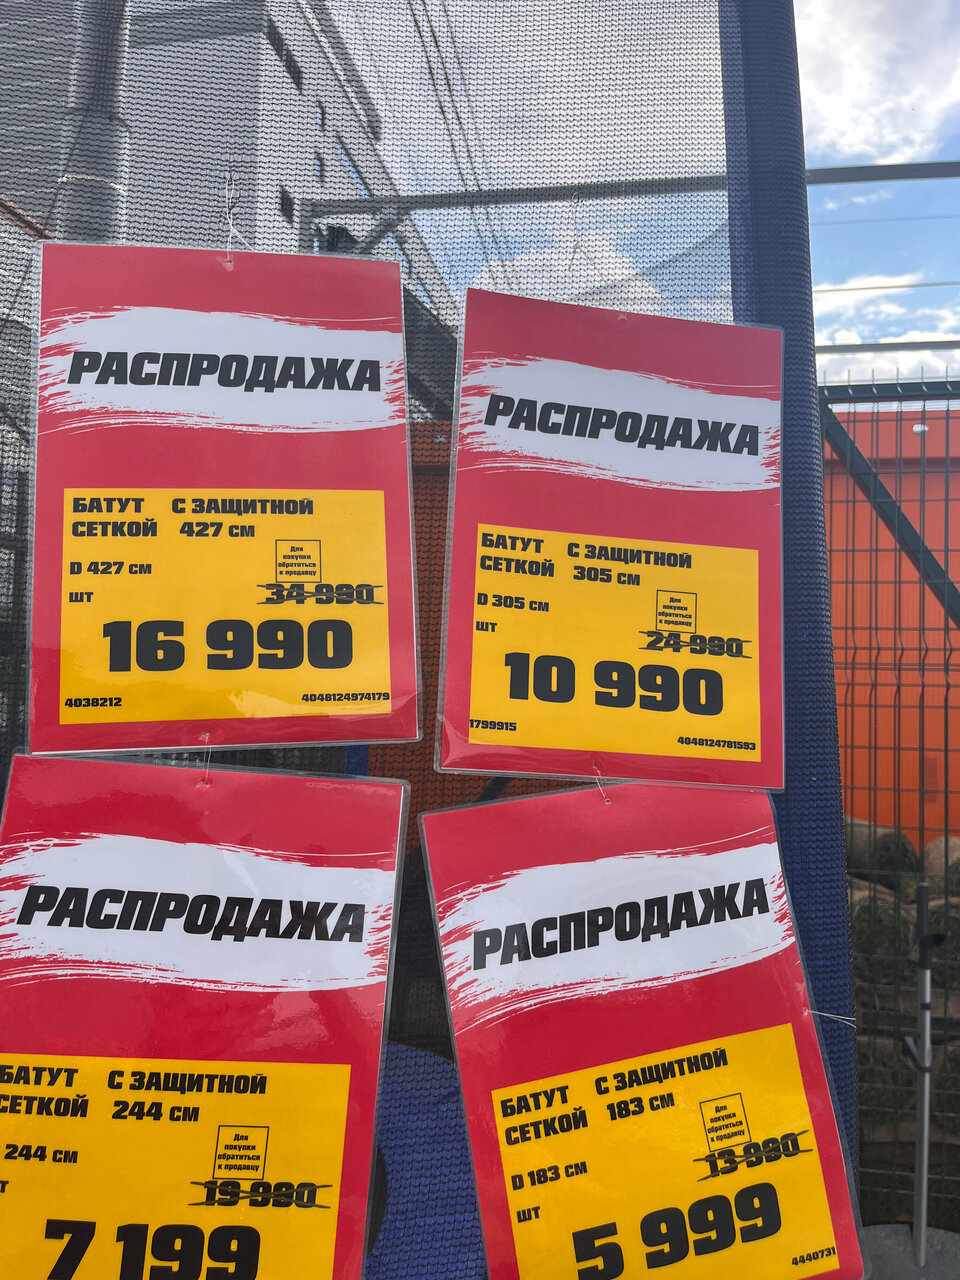 РАСПРОДАЖА
БАТУТ С ЗАЩИТНОЙ
СЕТКОЙ 427 СМ
D 427 СМ
Для
покупки
обратиться
к продавцу
ШТ
34 990
16 990
4038212
4048124974179
РАСПРОДАЖА
БАТУТ С ЗАЩИТНОЙ
СЕТКОЙ 305 СМ
D 305 СМ
Для
покупки
обратиться
к продавцу
ШТ
24 990
10 990
1799915
4048124781593
РАСПРОДАЖА
БАТУТ С ЗАЩИТНОЙ
СЕТКОЙ 244 СМ
244 СМ
Для
покупки
обратиться
к продавцу
19 990
7 199
РАСПРОДАЖА
БАТУТ С ЗАЩИТНОЙ
СЕТКОЙ 183 СМ
D 183 СМ
Для
покупки
обратиться
к продавцу
ШТ
13 990
5 999
4440731